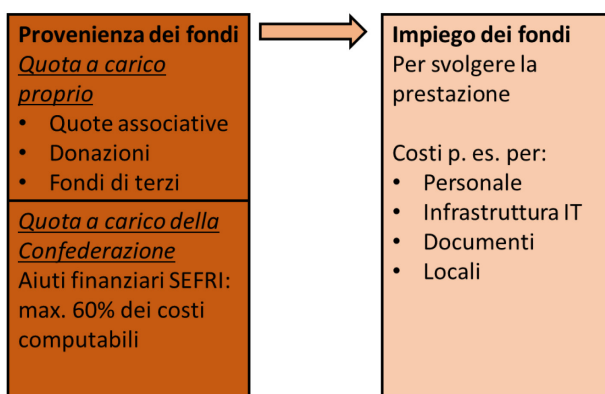 Provenienza dei fondi
Quota a carico
proprio
• Quote associative
• Donazioni
• Fondi di terzi
Quota a carico della
Confederazione
Aiuti finanziari SEFRI:
max. 60% dei costi
computabili
Impiego dei fondi
Per svolgere la
prestazione
Costi p. es. per:
• Personale
• Infrastruttura IT
• Documenti
• Locali